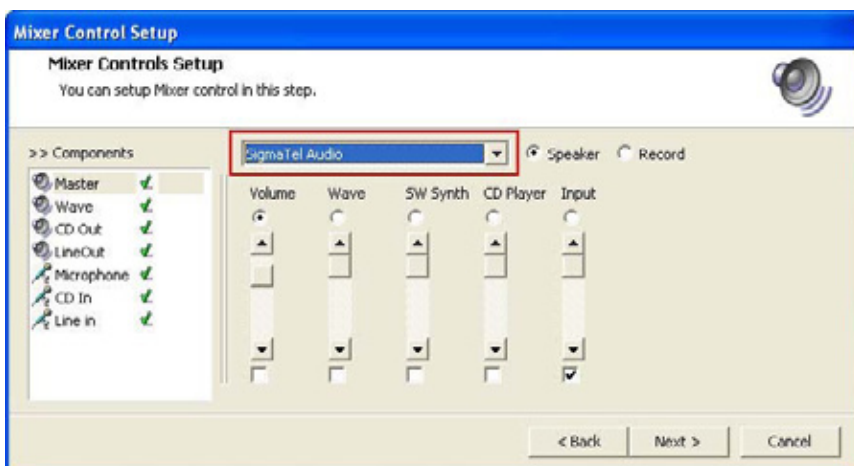 Mixer Control Setup
Mixer Controls Setup
You can setup Mixer control in this step.
>> Components
SigmaTel Audio
Speaker
Record
Master
Wave
CD Out
LineOut
Microphone
CD In
Line in
Volume Wave SW Synth CD Player Input
< Back Next > Cancel